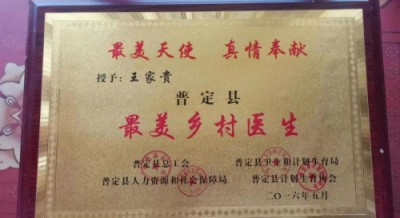 最美天使 真情奉献
授予：王家贵
普定县
最美乡村医生
普定县总工会 普定县卫生和计划生育局
普定县人力资源和社会保障局 普定县计划生育协会
二〇一六年五月